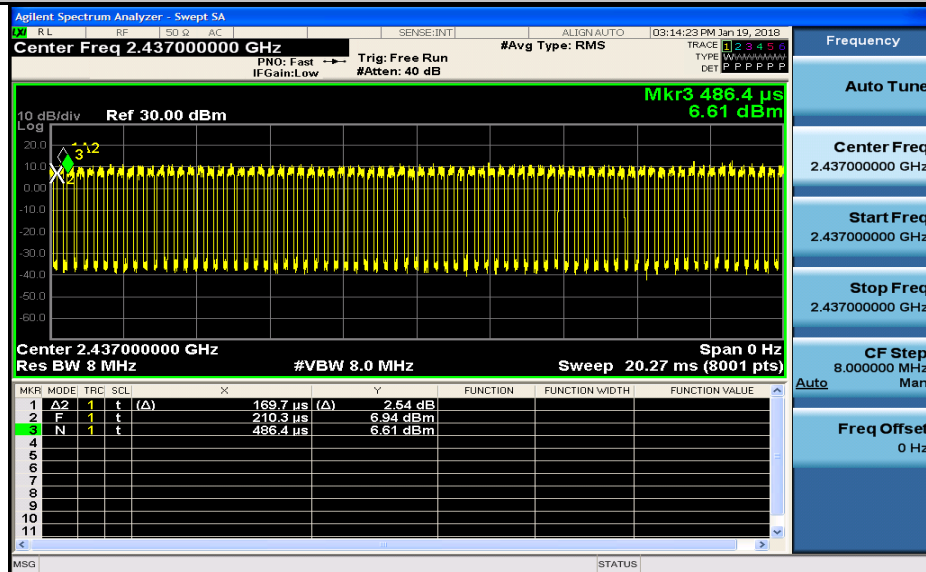 Agilent Spectrum Analyzer - Swept SA
LXI RL RF 50 Ω AC SENSE:INT ALIGN AUTO 03:14:23 PM Jan 19, 2018
Center Freq 2.437000000 GHz
PNO: Fast
IFGain:Low
Trig: Free Run
#Atten: 40 dB
#Avg Type: RMS
TRACE 1 2 3 4 5 6
TYPE WWWWWW
DET P P P P P P
Mkr3 486.4 µs
6.61 dBm
10 dB/div Ref 30.00 dBm
Log
20.0
10.0
0.00
-10.0
-20.0
-30.0
-40.0
-50.0
-60.0
1Δ2
3
2
Center 2.437000000 GHz Span 0 Hz
Res BW 8 MHz #VBW 8.0 MHz Sweep 20.27 ms (8001 pts)
MKR MODE TRC SCL X Y FUNCTION FUNCTION WIDTH FUNCTION VALUE
1 Δ2 1 t (Δ) 169.7 µs (Δ) 2.54 dB
2 F 1 t 210.3 µs 6.94 dBm
3 N 1 t 486.4 µs 6.61 dBm
4
5
6
7
8
9
10
11
MSG STATUS
Frequency
Auto Tune
Center Freq
2.437000000 GHz
Start Freq
2.437000000 GHz
Stop Freq
2.437000000 GHz
CF Step
8.000000 MHz
Auto Man
Freq Offset
0 Hz